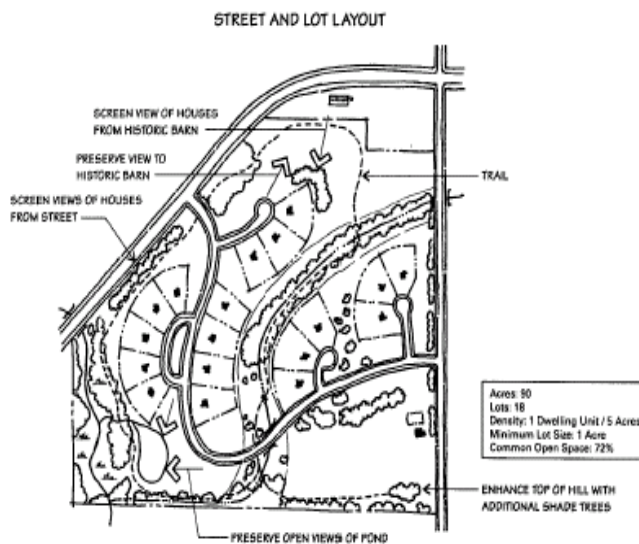 STREET AND LOT LAYOUT
SCREEN VIEW OF HOUSES
FROM HISTORIC BARN
PRESERVE VIEW TO
HISTORIC BARN
TRAIL
SCREEN VIEWS OF HOUSES
FROM STREET
Acres: 90
Lots: 18
Density: 1 Dwelling Unit / 5 Acres
Minimum Lot Size: 1 Acre
Common Open Space: 72%
ENHANCE TOP OF HILL WITH
ADDITIONAL SHADE TREES
PRESERVE OPEN VIEWS OF POND